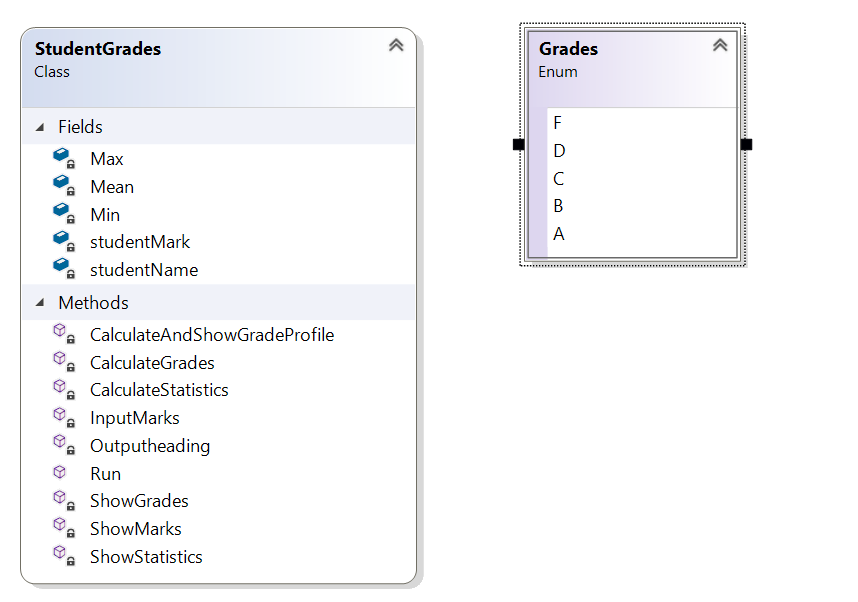 StudentGrades
Class
Fields
Max
Mean
Min
studentMark
studentName
Methods
CalculateAndShowGradeProfile
CalculateGrades
CalculateStatistics
InputMarks
Outputheading
Run
ShowGrades
ShowMarks
ShowStatistics
Grades
Enum
F
D
C
B
A